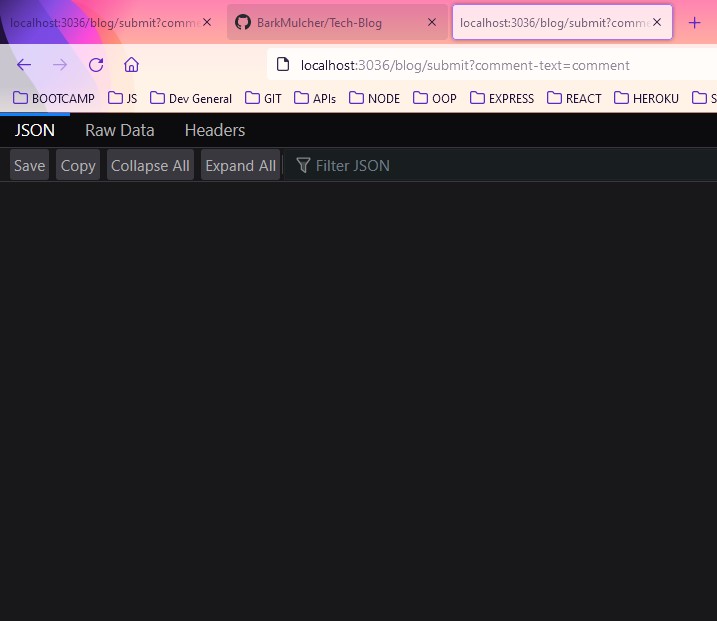 localhost:3036/blog/submit?comme
BarkMulcher/Tech-Blog
localhost:3036/blog/submit?comme
localhost:3036/blog/submit?comment-text=comment
BOOTCAMP JS Dev General GIT APIs NODE OOP EXPRESS REACT HEROKU S
JSON Raw Data Headers
Save Copy Collapse All Expand All Filter JSON